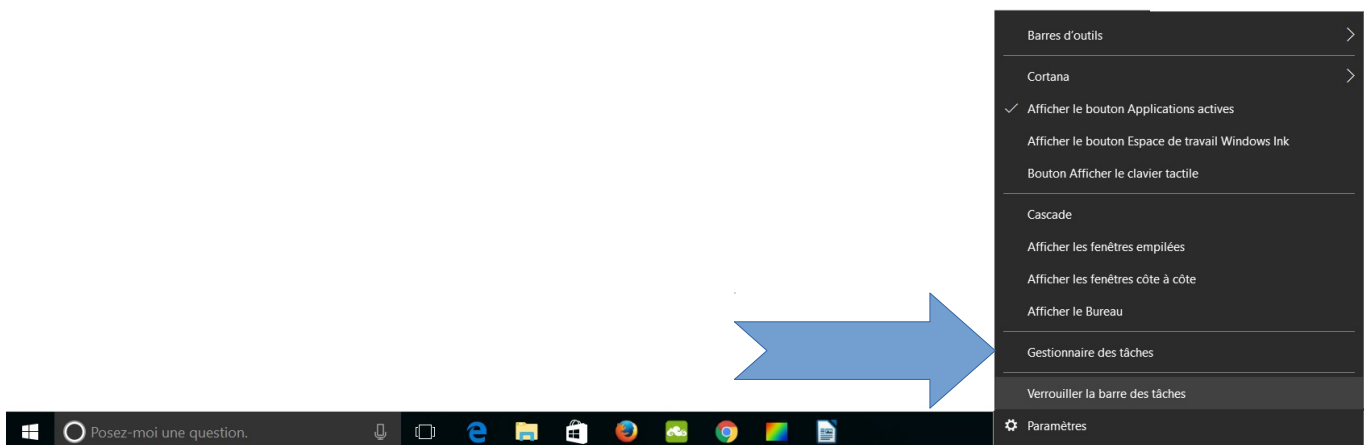 Barres d'outils
Cortana
Afficher le bouton Applications actives
Afficher le bouton Espace de travail Windows Ink
Bouton Afficher le clavier tactile
Cascade
Afficher les fenêtres empilées
Afficher les fenêtres côte à côte
Afficher le Bureau
Gestionnaire des tâches
Verrouiller la barre des tâches
Paramètres
Posez-moi une question.